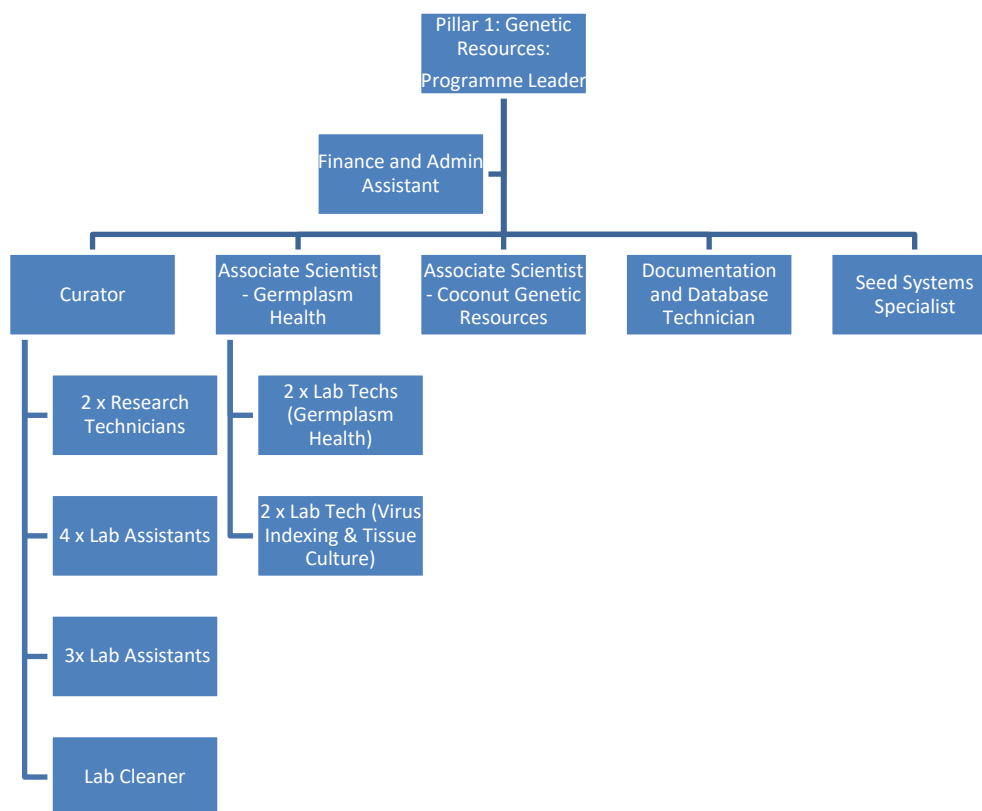 Pillar 1: Genetic
Resources:
Programme Leader
Finance and Admin
Assistant
Curator
Associate Scientist
- Germplasm
Health
Associate Scientist
- Coconut Genetic
Resources
Documentation
and Database
Technician
Seed Systems
Specialist
2 x Research
Technicians
2 x Lab Techs
(Germplasm
Health)
4 x Lab Assistants
2 x Lab Tech (Virus
Indexing & Tissue
Culture)
3x Lab Assistants
Lab Cleaner